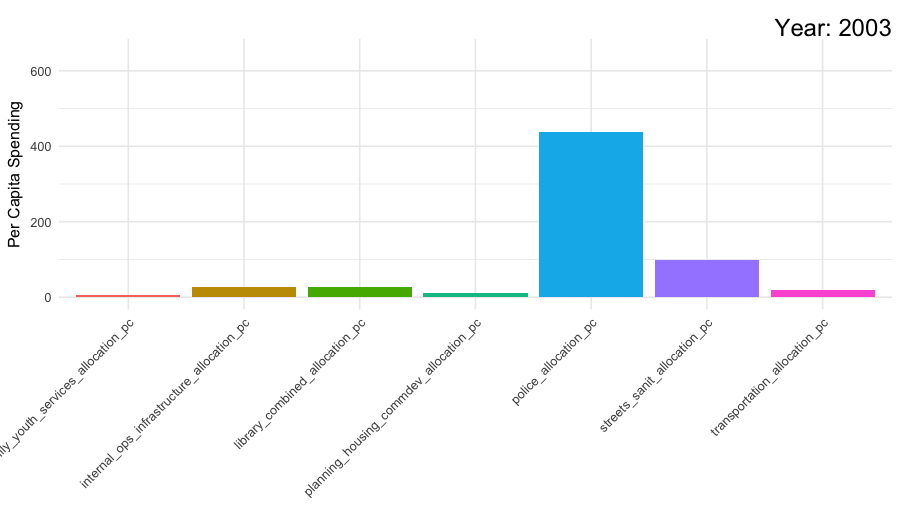 Year: 2003
Per Capita Spending
600
400
200
0
ily_youth_services_allocation_pc
internal_ops_infrastructure_allocation_pc
library_combined_allocation_pc
planning_housing_commdev_allocation_pc
police_allocation_pc
streets_sanit_allocation_pc
transportation_allocation_pc